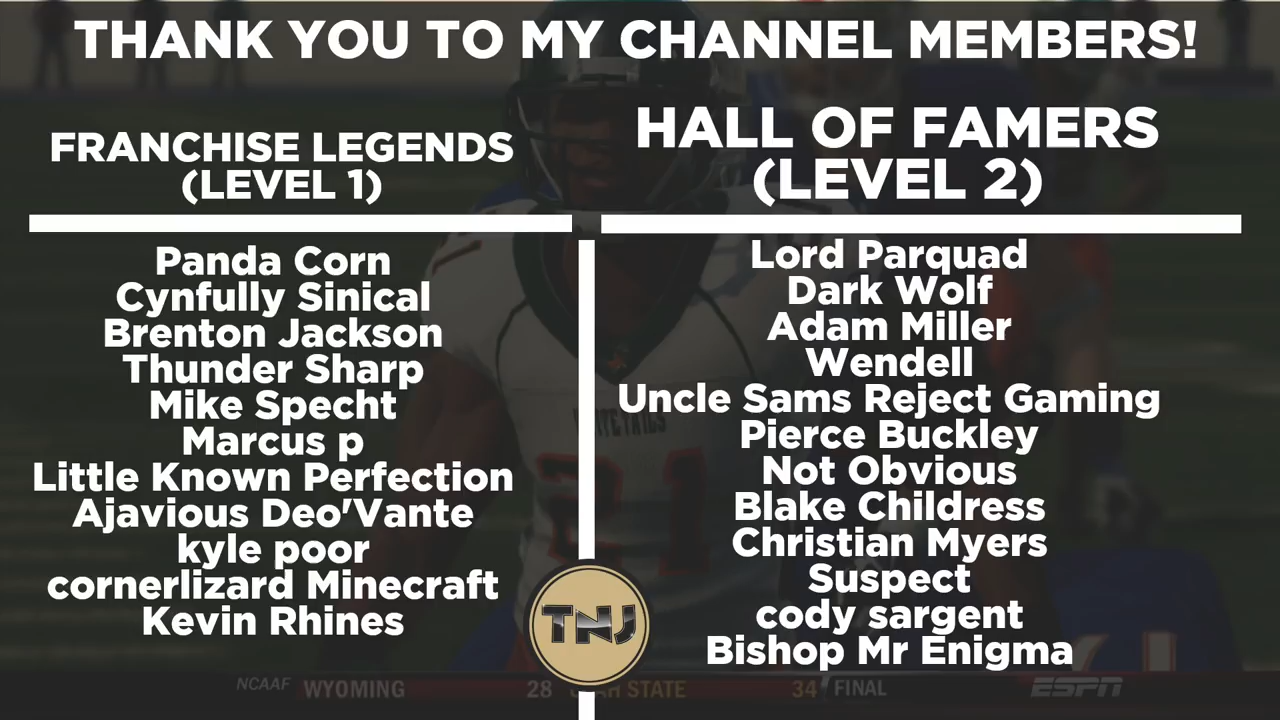 THANK YOU TO MY CHANNEL MEMBERS!
FRANCHISE LEGENDS
(LEVEL 1)
Panda Corn
Cynfully Sinical
Brenton Jackson
Thunder Sharp
Mike Specht
Marcus p
Little Known Perfection
Ajavious Deo'Vante
kyle poor
cornerlizard Minecraft
Kevin Rhines
HALL OF FAMERS
(LEVEL 2)
Lord Parquad
Dark Wolf
Adam Miller
Wendell
Uncle Sams Reject Gaming
Pierce Buckley
Not Obvious
Blake Childress
Christian Myers
Suspect
cody sargent
Bishop Mr Enigma
TNJ
21
NCAAF WYOMING 28 STATE 34 FINAL ESPN